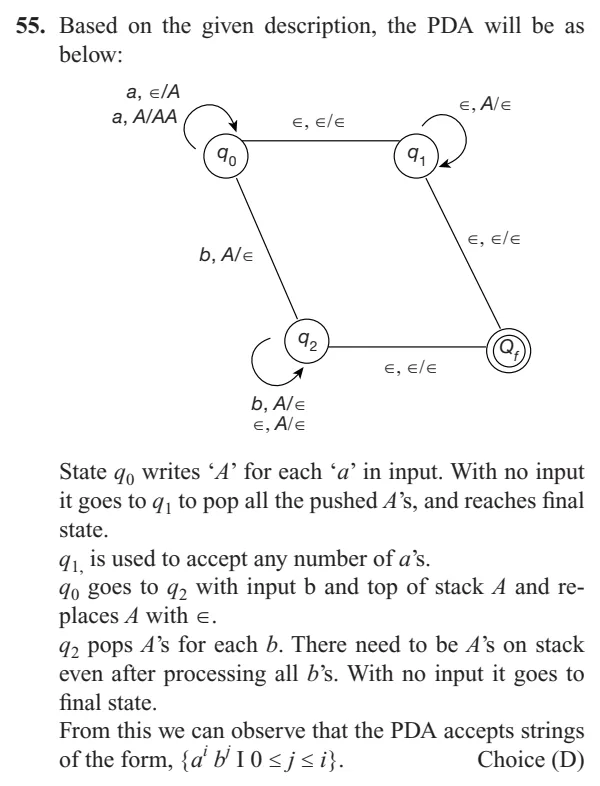 55. Based on the given description, the PDA will be as
below:
a, ∈/A
a, A/AA
∈, ∈/∈
∈, A/∈
q0
q1
b, A/∈
∈, ∈/∈
q2
Qf
∈, ∈/∈
b, A/∈
∈, A/∈
State q0 writes ‘A’ for each ‘a’ in input. With no input
it goes to q1 to pop all the pushed A’s, and reaches final
state.
q1, is used to accept any number of a’s.
q0 goes to q2 with input b and top of stack A and re-
places A with ∈.
q2 pops A’s for each b. There need to be A’s on stack
even after processing all b’s. With no input it goes to
final state.
From this we can observe that the PDA accepts strings
of the form, {a^i b^j I 0 ≤ j ≤ i}. Choice (D)